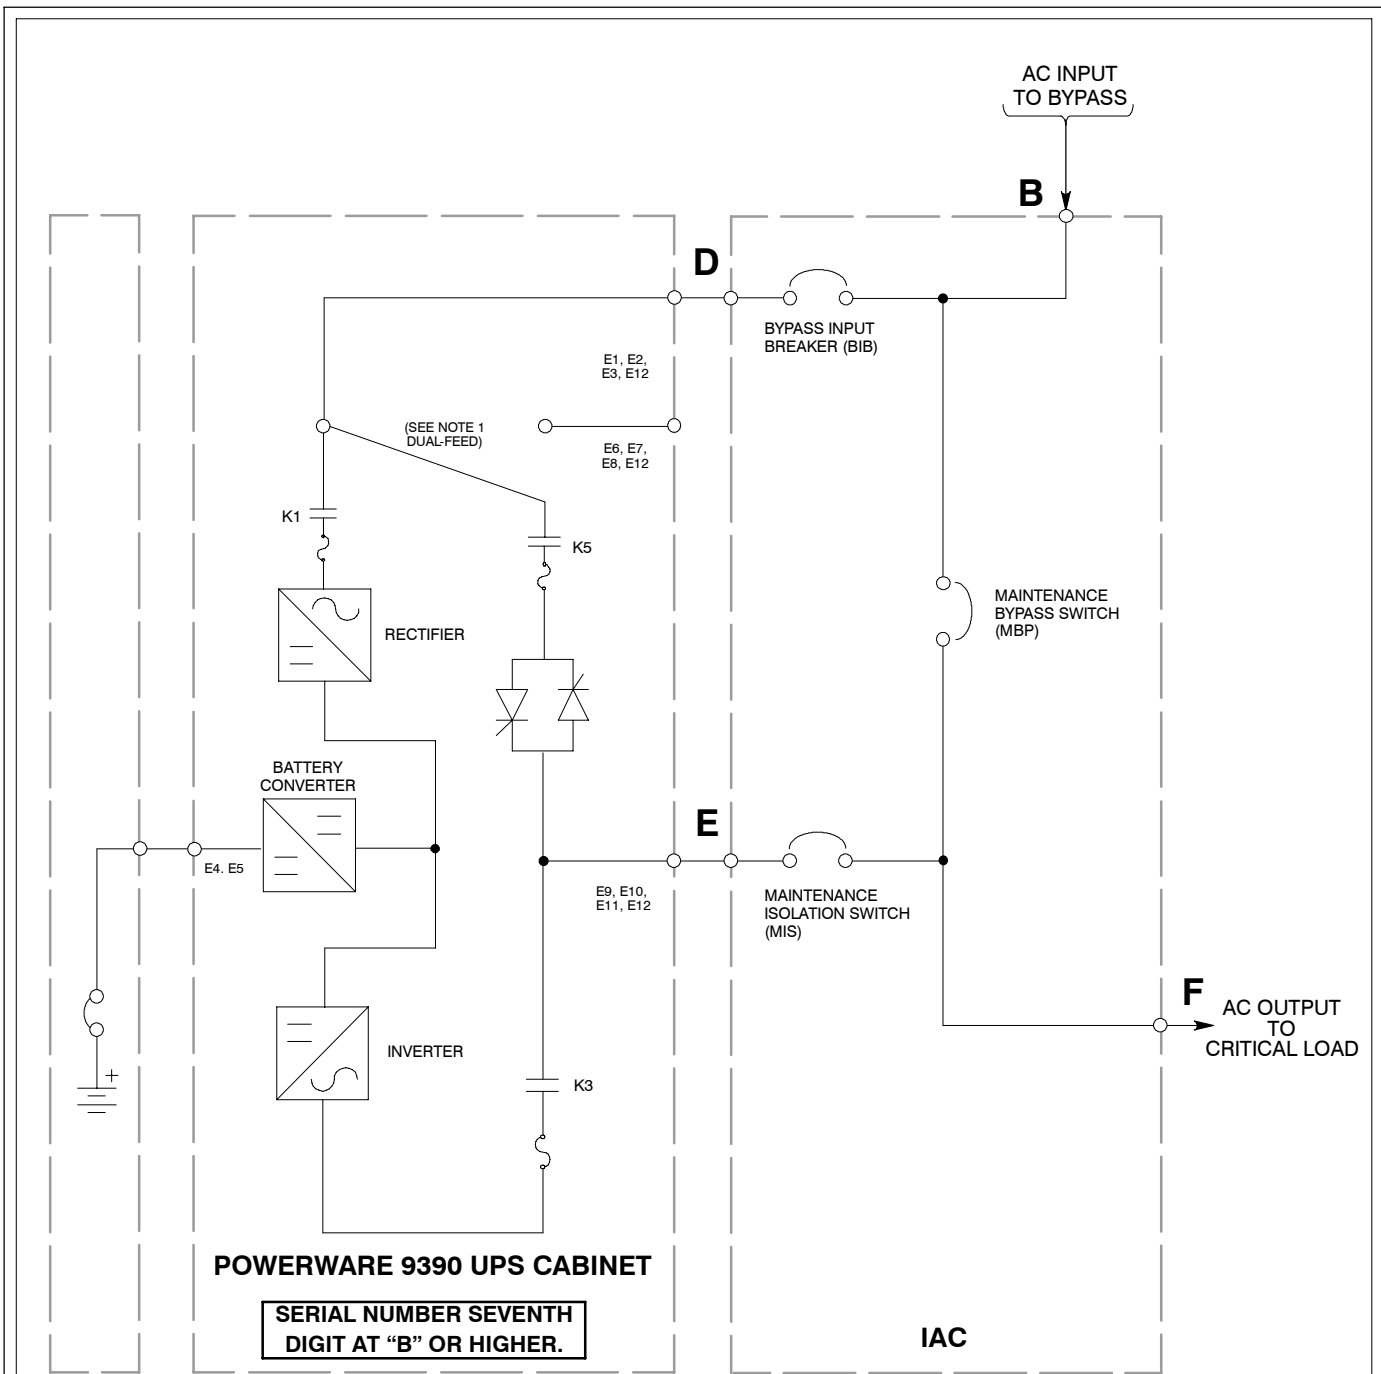 AC INPUT
TO BYPASS
B
D
BYPASS INPUT
BREAKER (BIB)
E1, E2,
E3, E12
(SEE NOTE 1
DUAL-FEED)
E6, E7,
E8, E12
K1
K5
MAINTENANCE
BYPASS SWITCH
(MBP)
RECTIFIER
BATTERY
CONVERTER
E
E4. E5
E9, E10,
E11, E12
MAINTENANCE
ISOLATION SWITCH
(MIS)
F
AC OUTPUT
TO
CRITICAL LOAD
INVERTER
+
K3
POWERWARE 9390 UPS CABINET
SERIAL NUMBER SEVENTH
DIGIT AT “B” OR HIGHER.
IAC